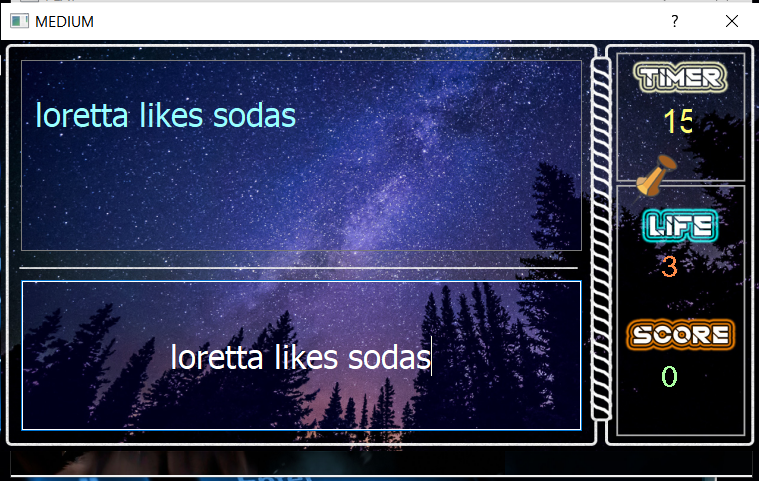 MEDIUM
?
loretta likes sodas
TIMER
15
LIFE
3
SCORE
0
loretta likes sodas